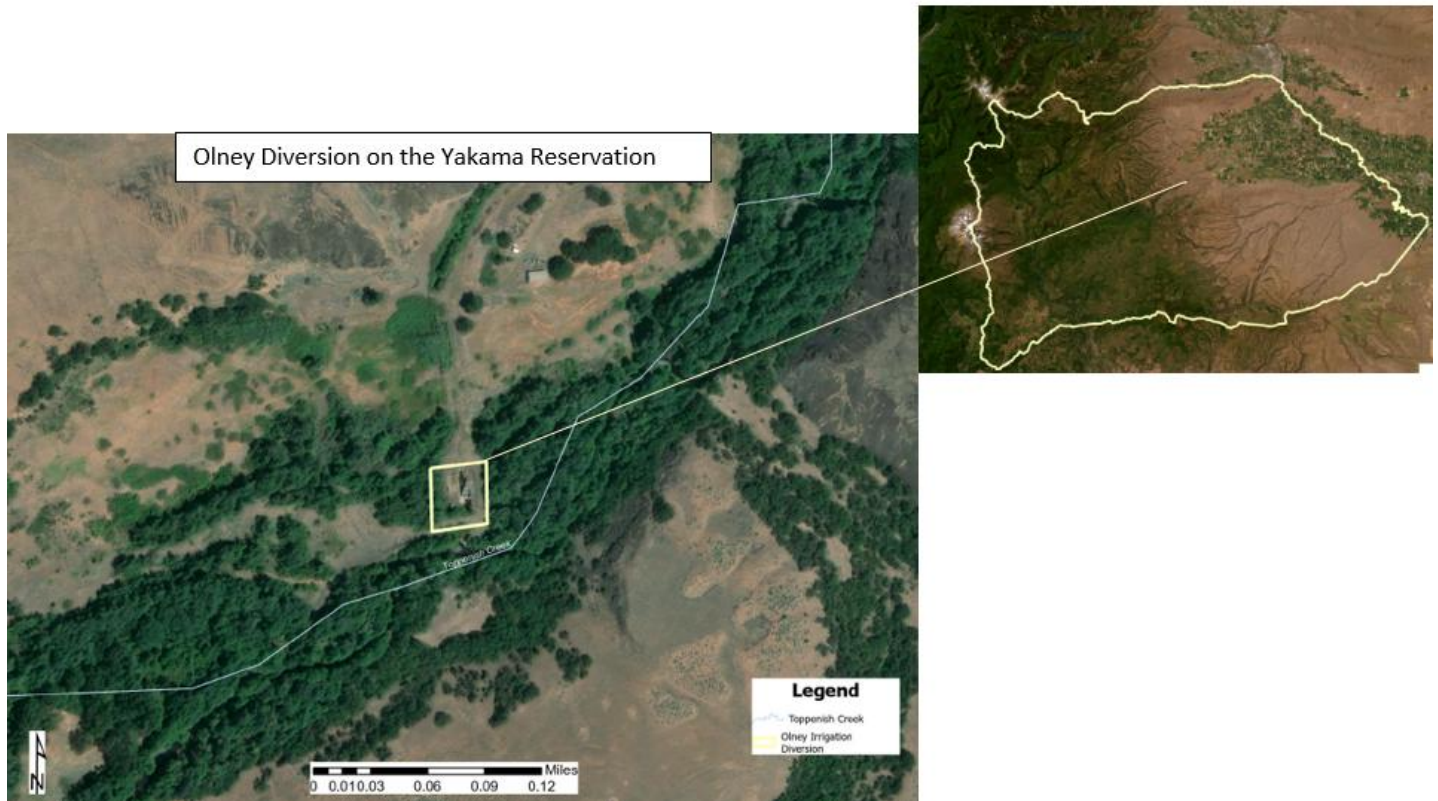 Olney Diversion on the Yakama Reservation
Toppenish Creek
Legend
Toppenish Creek
Olney Irrigation
Diversion
N
Miles
0 0.010.03 0.06 0.09 0.12